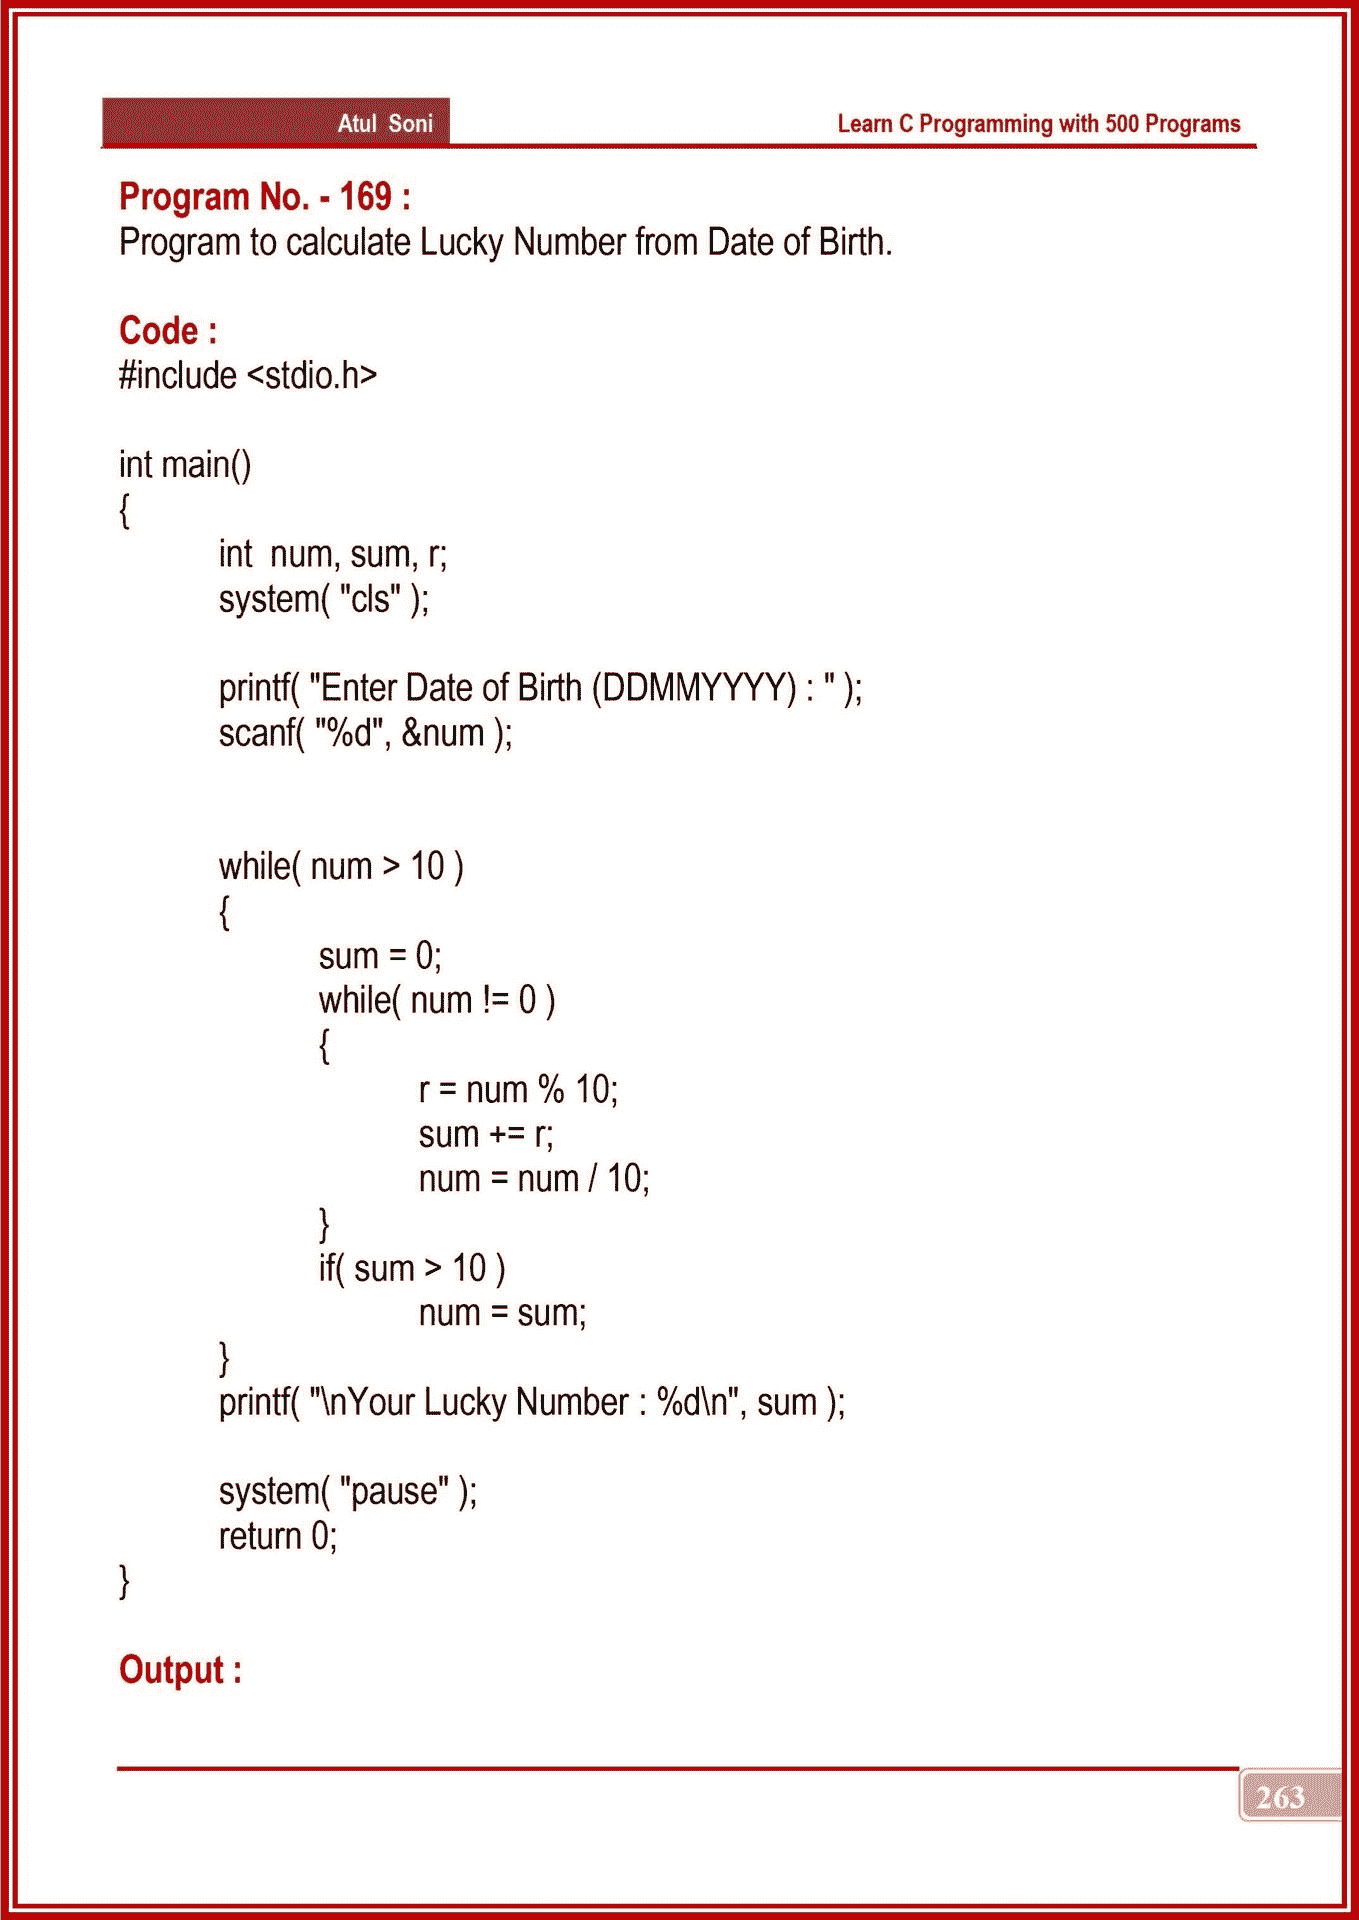 Atul Soni
Learn C Programming with 500 Programs
Program No. - 169 :
Program to calculate Lucky Number from Date of Birth.
Code :
#include <stdio.h>
int main()
{
int  num, sum, r;
system( "cls" );
printf( "Enter Date of Birth (DDMMYYYY) : " );
scanf( "%d", &num );
while( num > 10 )
{
sum = 0;
while( num != 0 )
{
r = num % 10;
sum += r;
num = num / 10;
}
if( sum > 10 )
num = sum;
}
printf( "\nYour Lucky Number : %d\n", sum );
system( "pause" );
return 0;
}
Output :
263